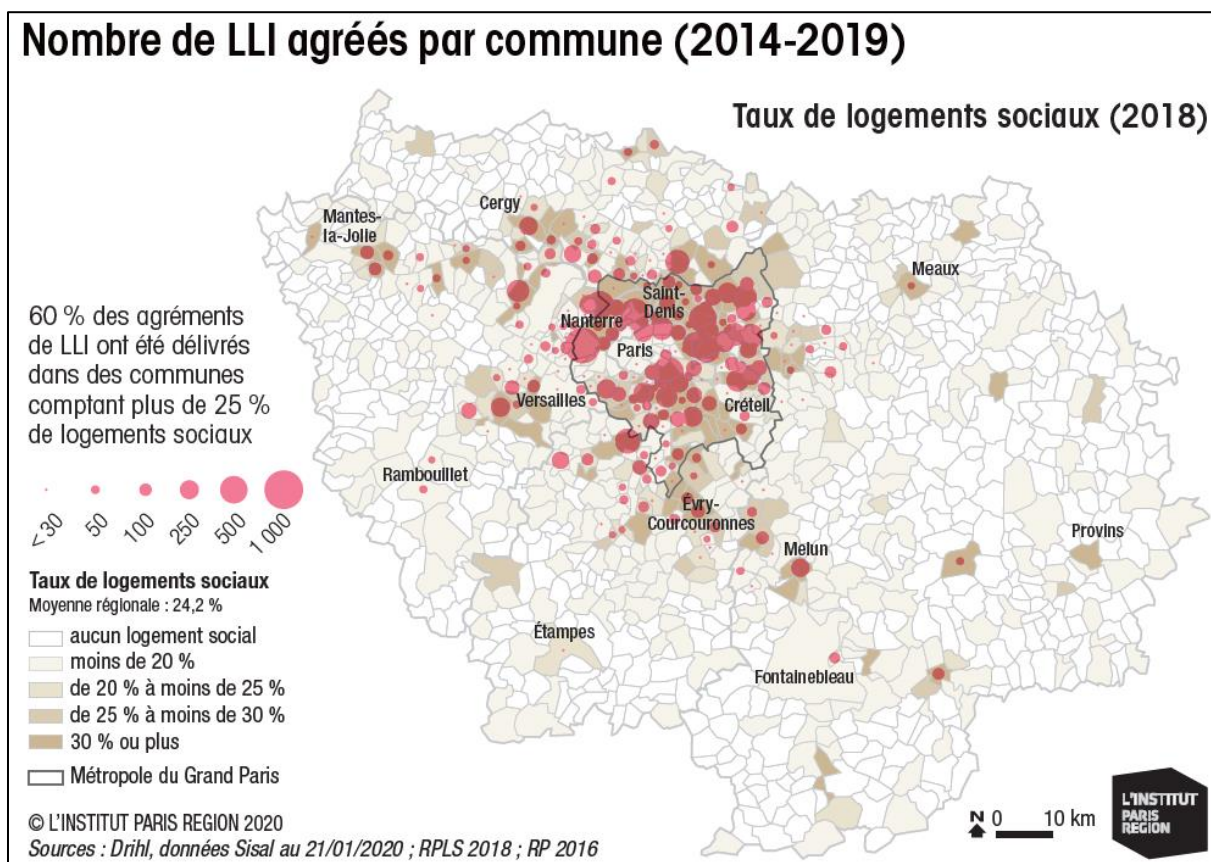 Nombre de LLI agréés par commune (2014-2019)
Taux de logements sociaux (2018)
Cergy
Mantes-
la-Jolie
Meaux
Saint-
Denis
Nanterre
Paris
60 % des agréments
de LLI ont été délivrés
dans des communes
comptant plus de 25 %
de logements sociaux
Versailles
Créteil
Rambouillet
< 30
50
100
250
500
1 000
Évry-
Courcouronnes
Melun
Provins
Étampes
Fontainebleau
Taux de logements sociaux
Moyenne régionale : 24,2 %
aucun logement social
moins de 20 %
de 20 % à moins de 25 %
de 25 % à moins de 30 %
30 % ou plus
Métropole du Grand Paris
N 0 10 km
L'INSTITUT
PARIS
REGION
© L'INSTITUT PARIS REGION 2020
Sources : Drihl, données Sisal au 21/01/2020 ; RPLS 2018 ; RP 2016